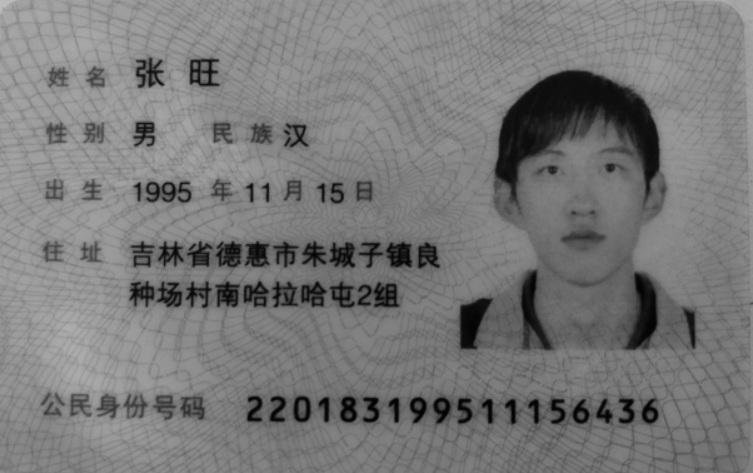 姓名 张旺
性别 男 民族 汉
出生 1995 年 11 月 15 日
住址 吉林省德惠市朱城子镇良
种场村南哈拉哈屯2组
公民身份号码 220183199511156436